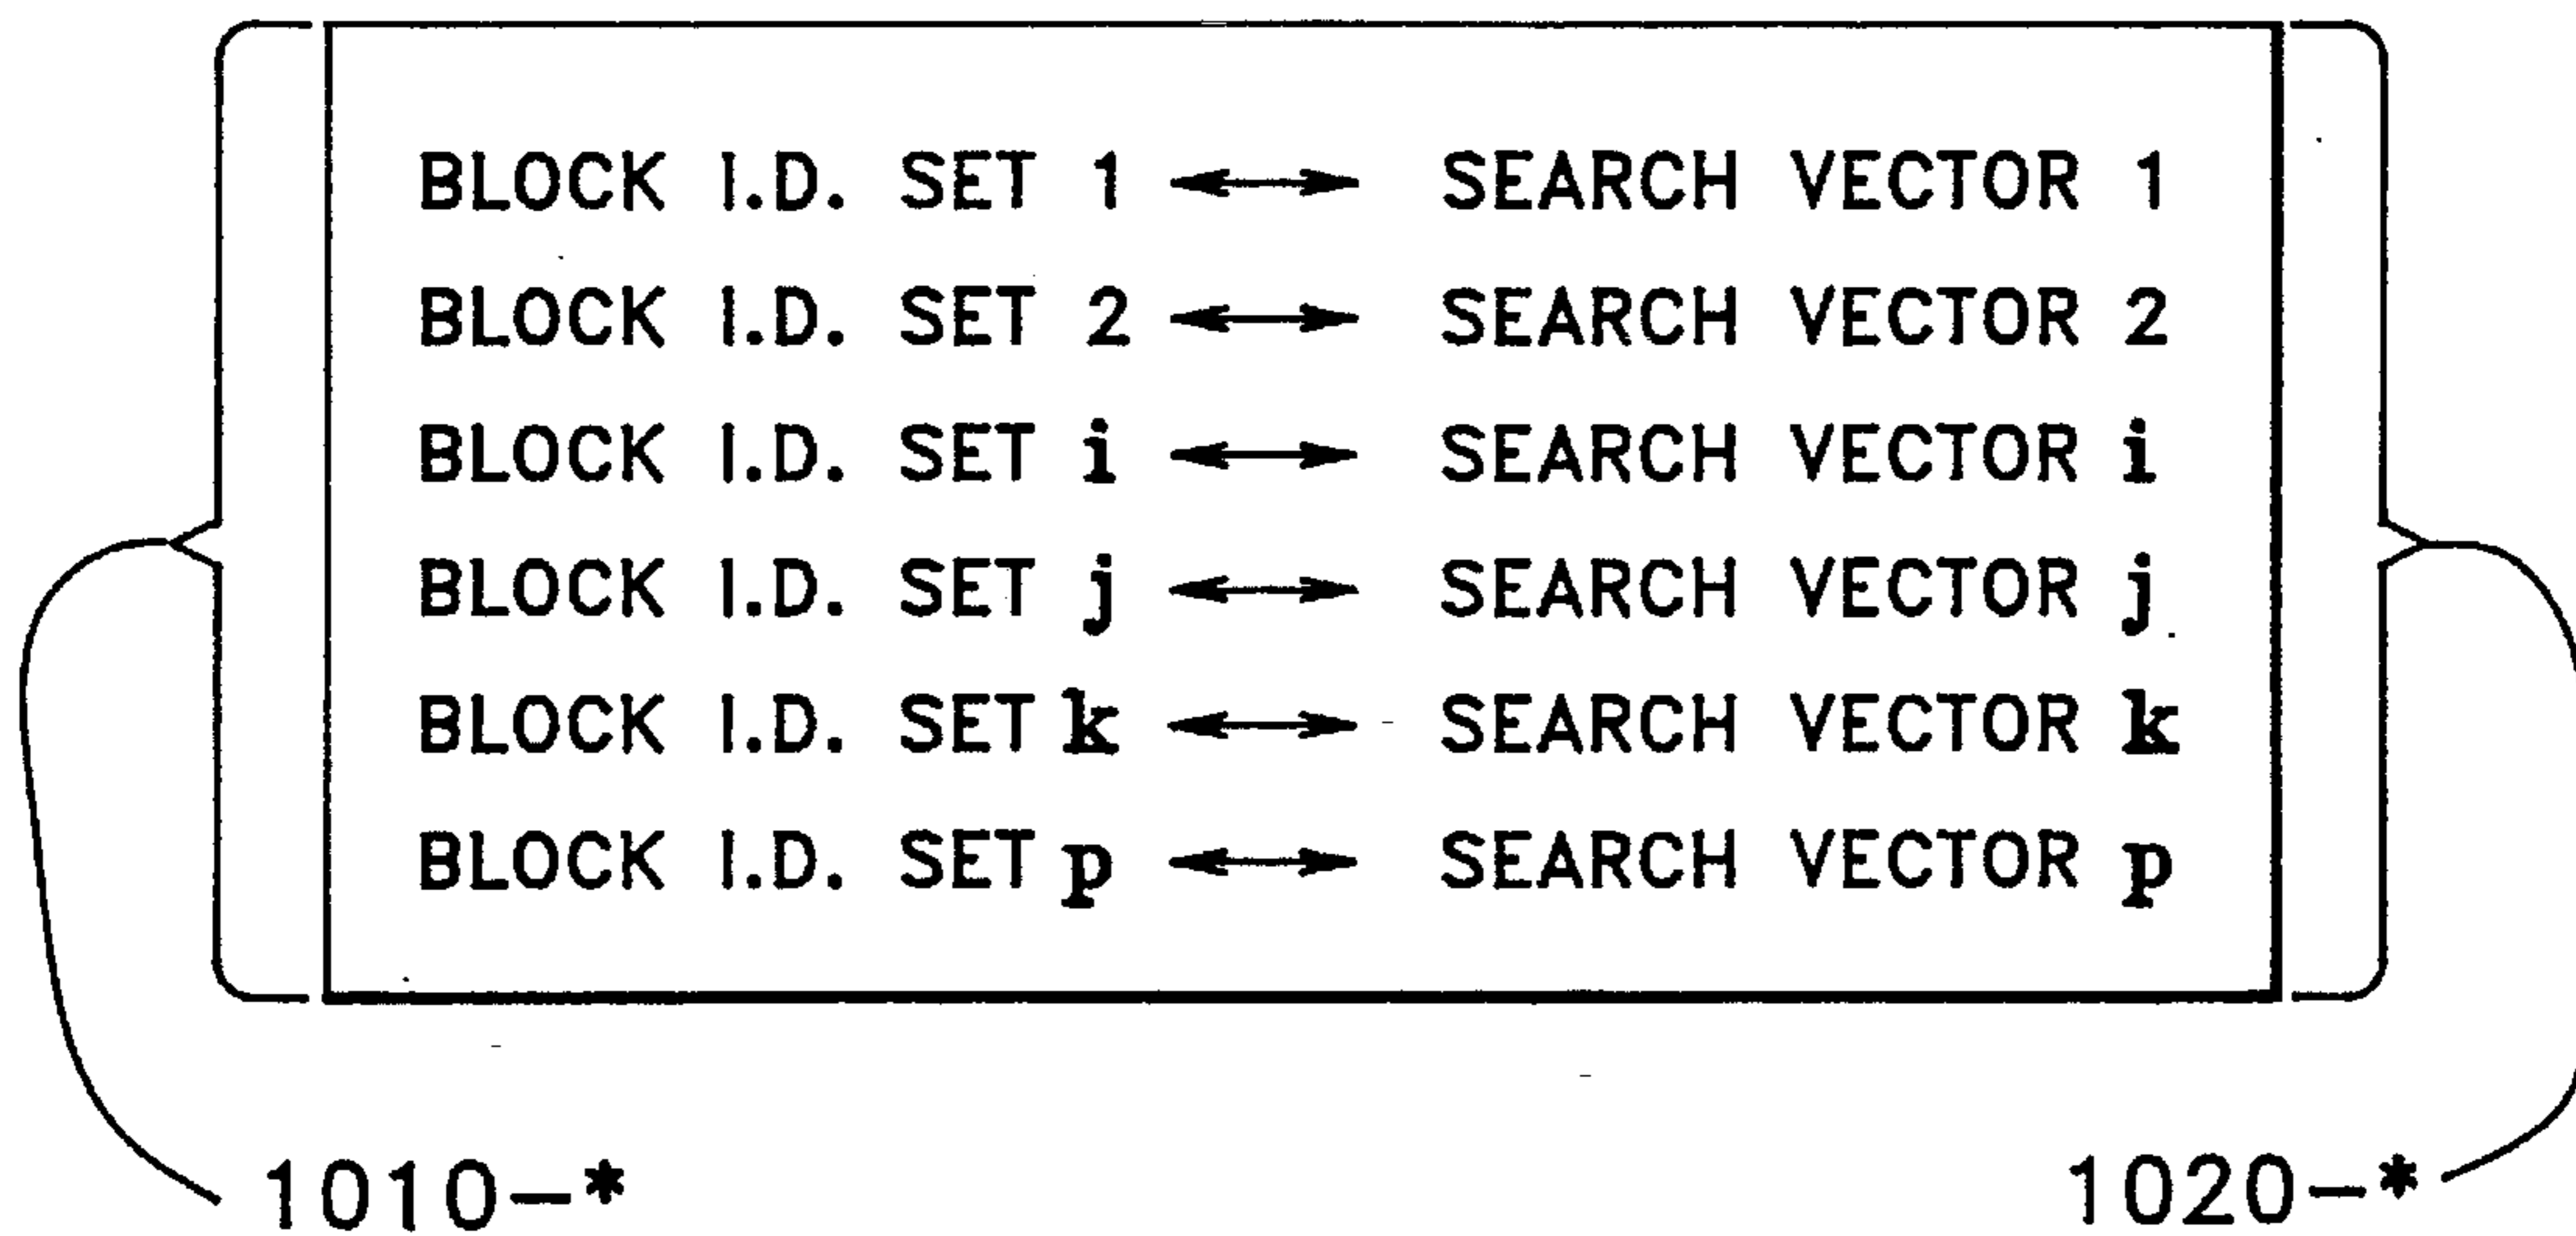 BLOCK I.D. SET 1 ⟷ SEARCH VECTOR 1
BLOCK I.D. SET 2 ⟷ SEARCH VECTOR 2
BLOCK I.D. SET i ⟷ SEARCH VECTOR i
BLOCK I.D. SET j ⟷ SEARCH VECTOR j
BLOCK I.D. SET k ⟷ SEARCH VECTOR k
BLOCK I.D. SET p ⟷ SEARCH VECTOR p
1010-* 1020-*